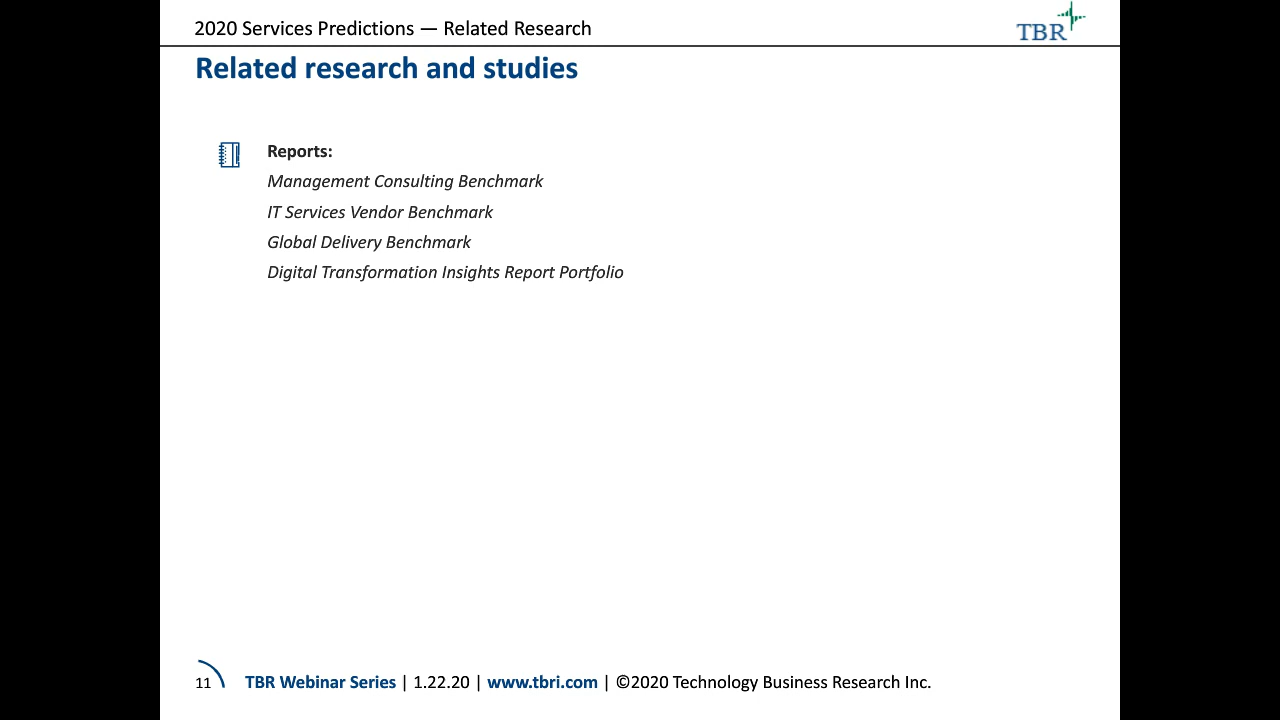 2020 Services Predictions — Related Research
TBR
Related research and studies
Reports:
Management Consulting Benchmark
IT Services Vendor Benchmark
Global Delivery Benchmark
Digital Transformation Insights Report Portfolio
11 TBR Webinar Series | 1.22.20 | www.tbri.com | ©2020 Technology Business Research Inc.